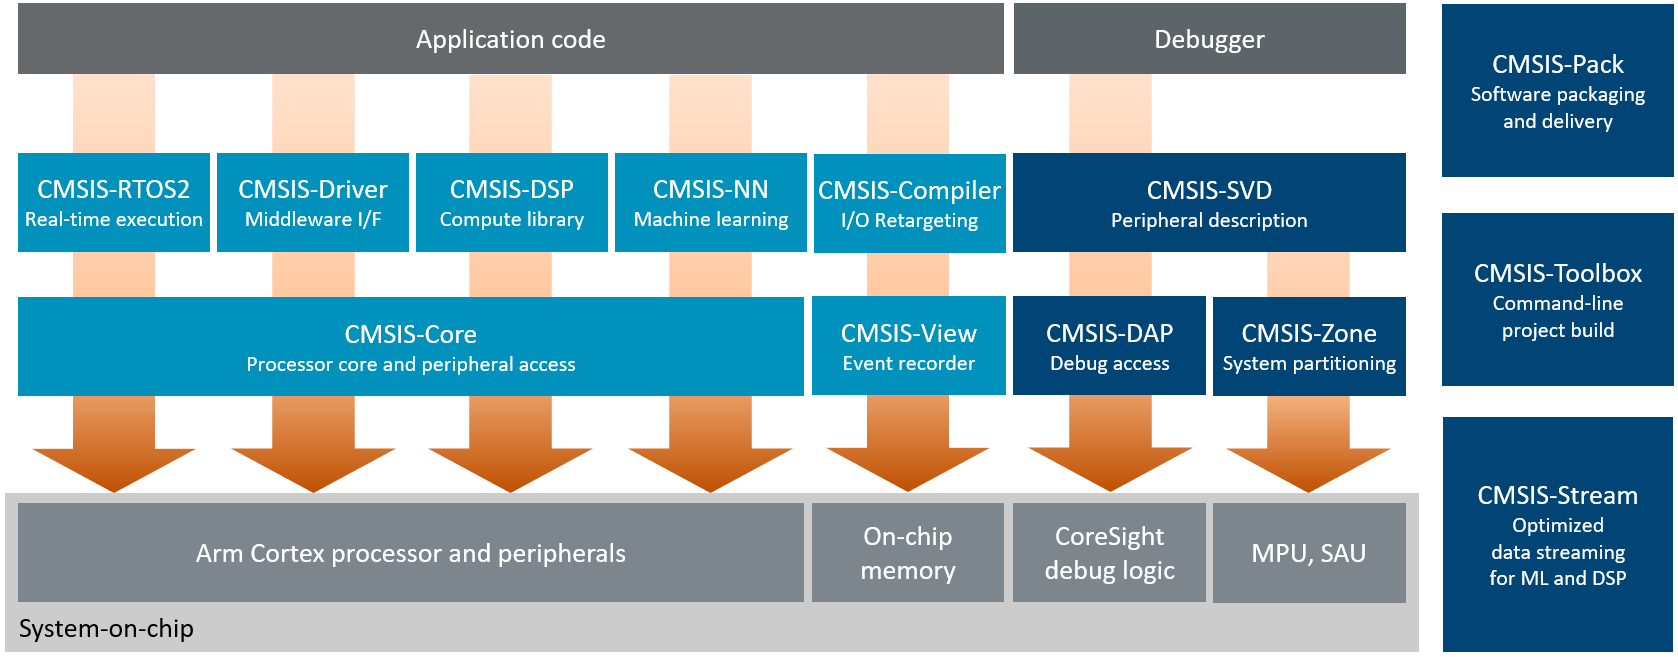 Application code
Debugger
CMSIS-Pack
Software packaging
and delivery
CMSIS-RTOS2
Real-time execution
CMSIS-Driver
Middleware I/F
CMSIS-DSP
Compute library
CMSIS-NN
Machine learning
CMSIS-Compiler
I/O Retargeting
CMSIS-SVD
Peripheral description
CMSIS-Toolbox
Command-line
project build
CMSIS-Core
Processor core and peripheral access
CMSIS-View
Event recorder
CMSIS-DAP
Debug access
CMSIS-Zone
System partitioning
CMSIS-Stream
Optimized
data streaming
for ML and DSP
Arm Cortex processor and peripherals
On-chip
memory
CoreSight
debug logic
MPU, SAU
System-on-chip